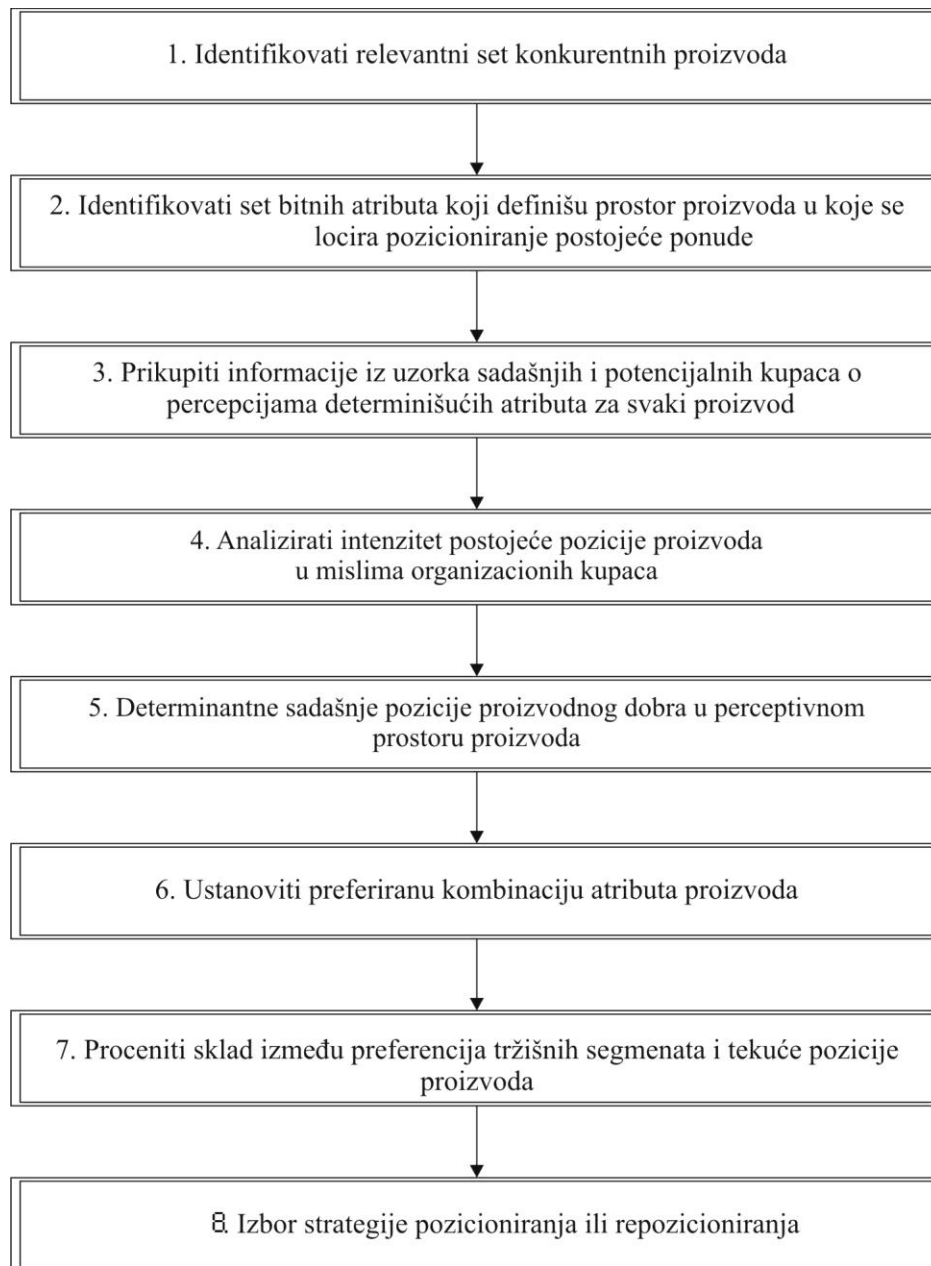 1. Identifikovati relevantni set konkurentnih proizvoda
2. Identifikovati set bitnih atributa koji definišu prostor proizvoda u koje se
locira pozicioniranje postojeće ponude
3. Prikupiti informacije iz uzorka sadašnjih i potencijalnih kupaca o
percepcijama determinišućih atributa za svaki proizvod
4. Analizirati intenzitet postojeće pozicije proizvoda
u mislima organizacionih kupaca
5. Determinantne sadašnje pozicije proizvodnog dobra u perceptivnom
prostoru proizvoda
6. Ustanoviti preferiranu kombinaciju atributa proizvoda
7. Proceniti sklad između preferencija tržišnih segmenata i tekuće pozicije
proizvoda
8. Izbor strategije pozicioniranja ili repozicioniranja